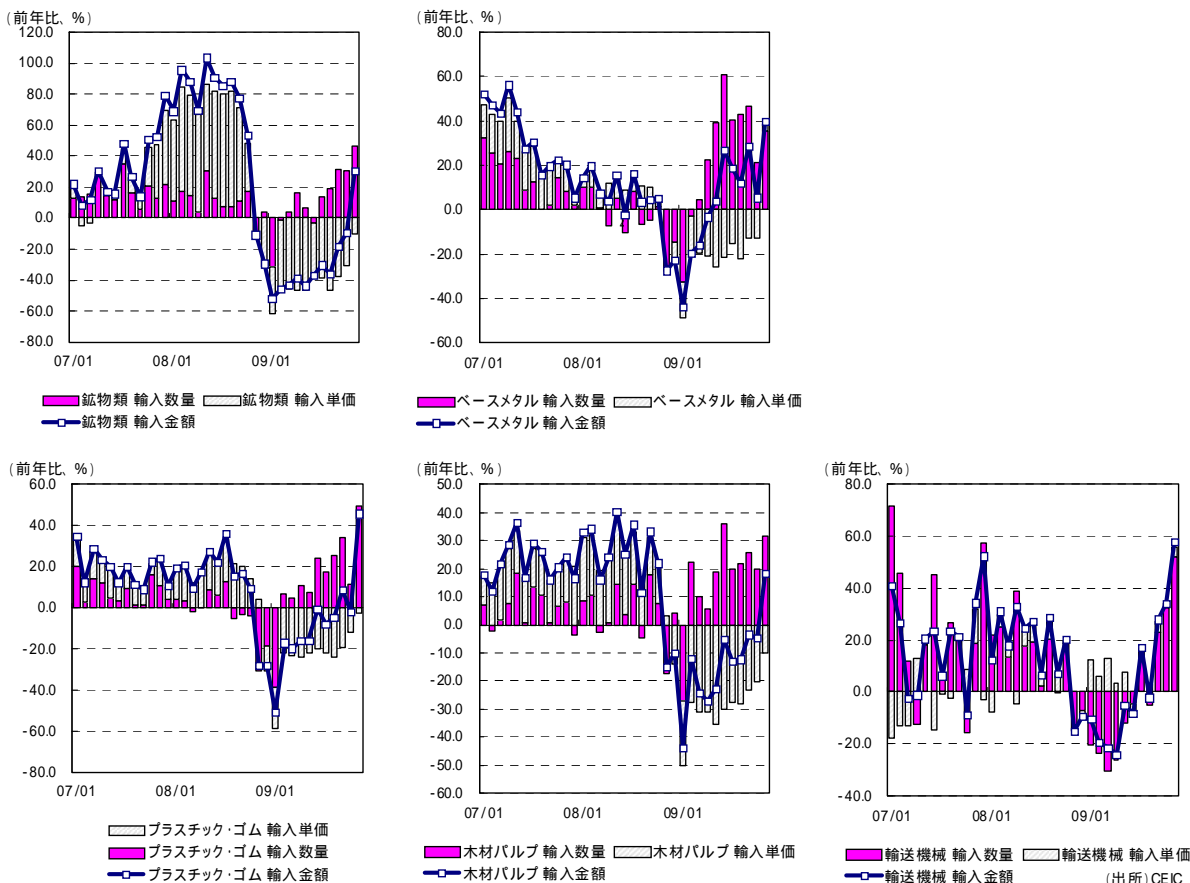 (前年比、%)
120.0
100.0
80.0
60.0
40.0
20.0
0.0
-20.0
-40.0
-60.0
-80.0
07/01 08/01 09/01
鉱物類 輸入数量 鉱物類 輸入単価
鉱物類 輸入金額
(前年比、%)
80.0
60.0
40.0
20.0
0.0
-20.0
-40.0
-60.0
07/01 08/01 09/01
ベースメタル 輸入数量 ベースメタル 輸入単価
ベースメタル 輸入金額
(前年比、%)
60.0
40.0
20.0
0.0
-20.0
-40.0
-60.0
-80.0
07/01 08/01 09/01
プラスチック・ゴム 輸入単価
プラスチック・ゴム 輸入数量
プラスチック・ゴム 輸入金額
(前年比、%)
50.0
40.0
30.0
20.0
10.0
0.0
-10.0
-20.0
-30.0
-40.0
-50.0
-60.0
07/01 08/01 09/01
木材パルプ 輸入数量 木材パルプ 輸入単価
木材パルプ 輸入金額
(前年比、%)
80.0
60.0
40.0
20.0
0.0
-20.0
-40.0
07/01 08/01 09/01
輸送機械 輸入数量 輸送機械 輸入単価
輸送機械 輸入金額
(出所)CEIC